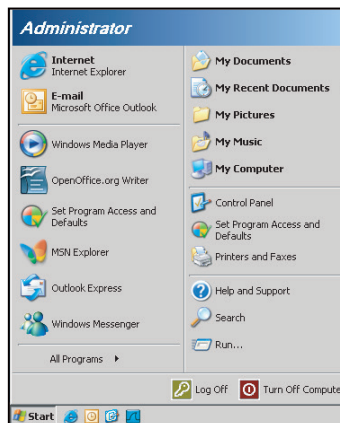 Administrator
Internet
Internet Explorer
E-mail
Microsoft Office Outlook
Windows Media Player
OpenOffice.org Writer
Set Program Access and
Defaults
MSN Explorer
Outlook Express
Windows Messenger
All Programs
My Documents
My Recent Documents
My Pictures
My Music
My Computer
Control Panel
Set Program Access and
Defaults
Printers and Faxes
Help and Support
Search
Run...
Log Off
Turn Off Compute
Start